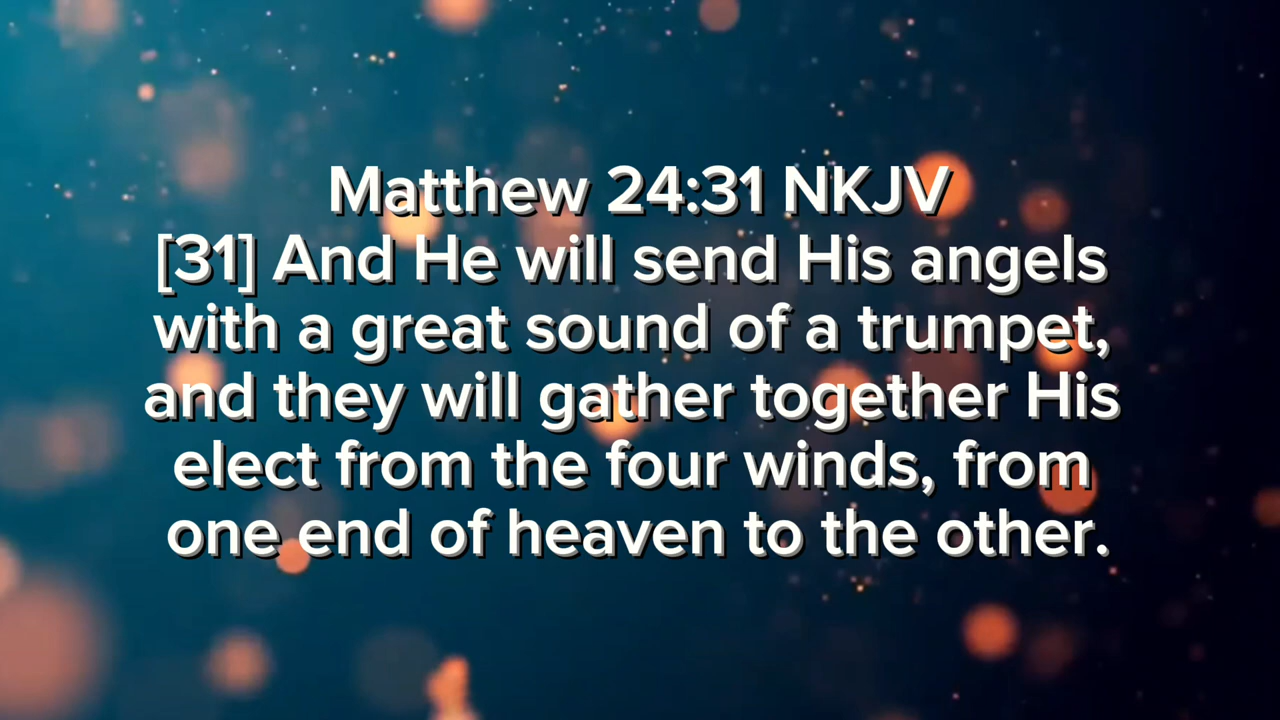 Matthew 24:31 NKJV
[31] And He will send His angels
with a great sound of a trumpet,
and they will gather together His
elect from the four winds, from
one end of heaven to the other.